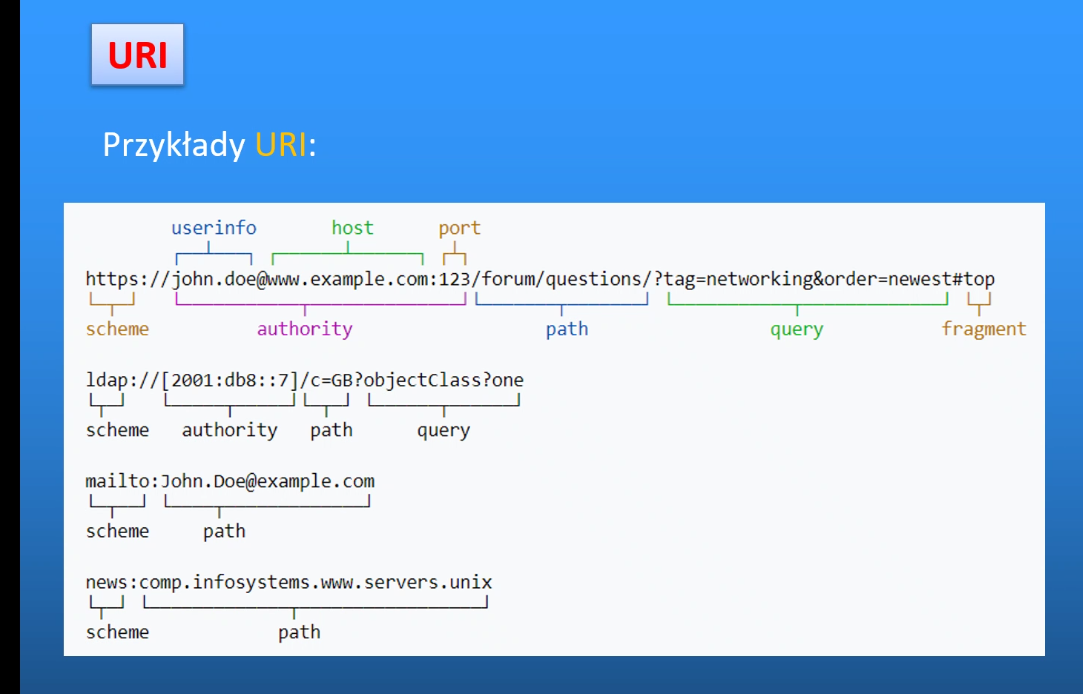 URI
Przykłady URI:
userinfo host port
https://john.doe@www.example.com:123/forum/questions/?tag=networking&order=newest#top
scheme authority path query fragment
ldap://[2001:db8::7]/c=GB?objectClass?one
scheme authority path query
mailto:John.Doe@example.com
scheme path
news:comp.infosystems.www.servers.unix
scheme path